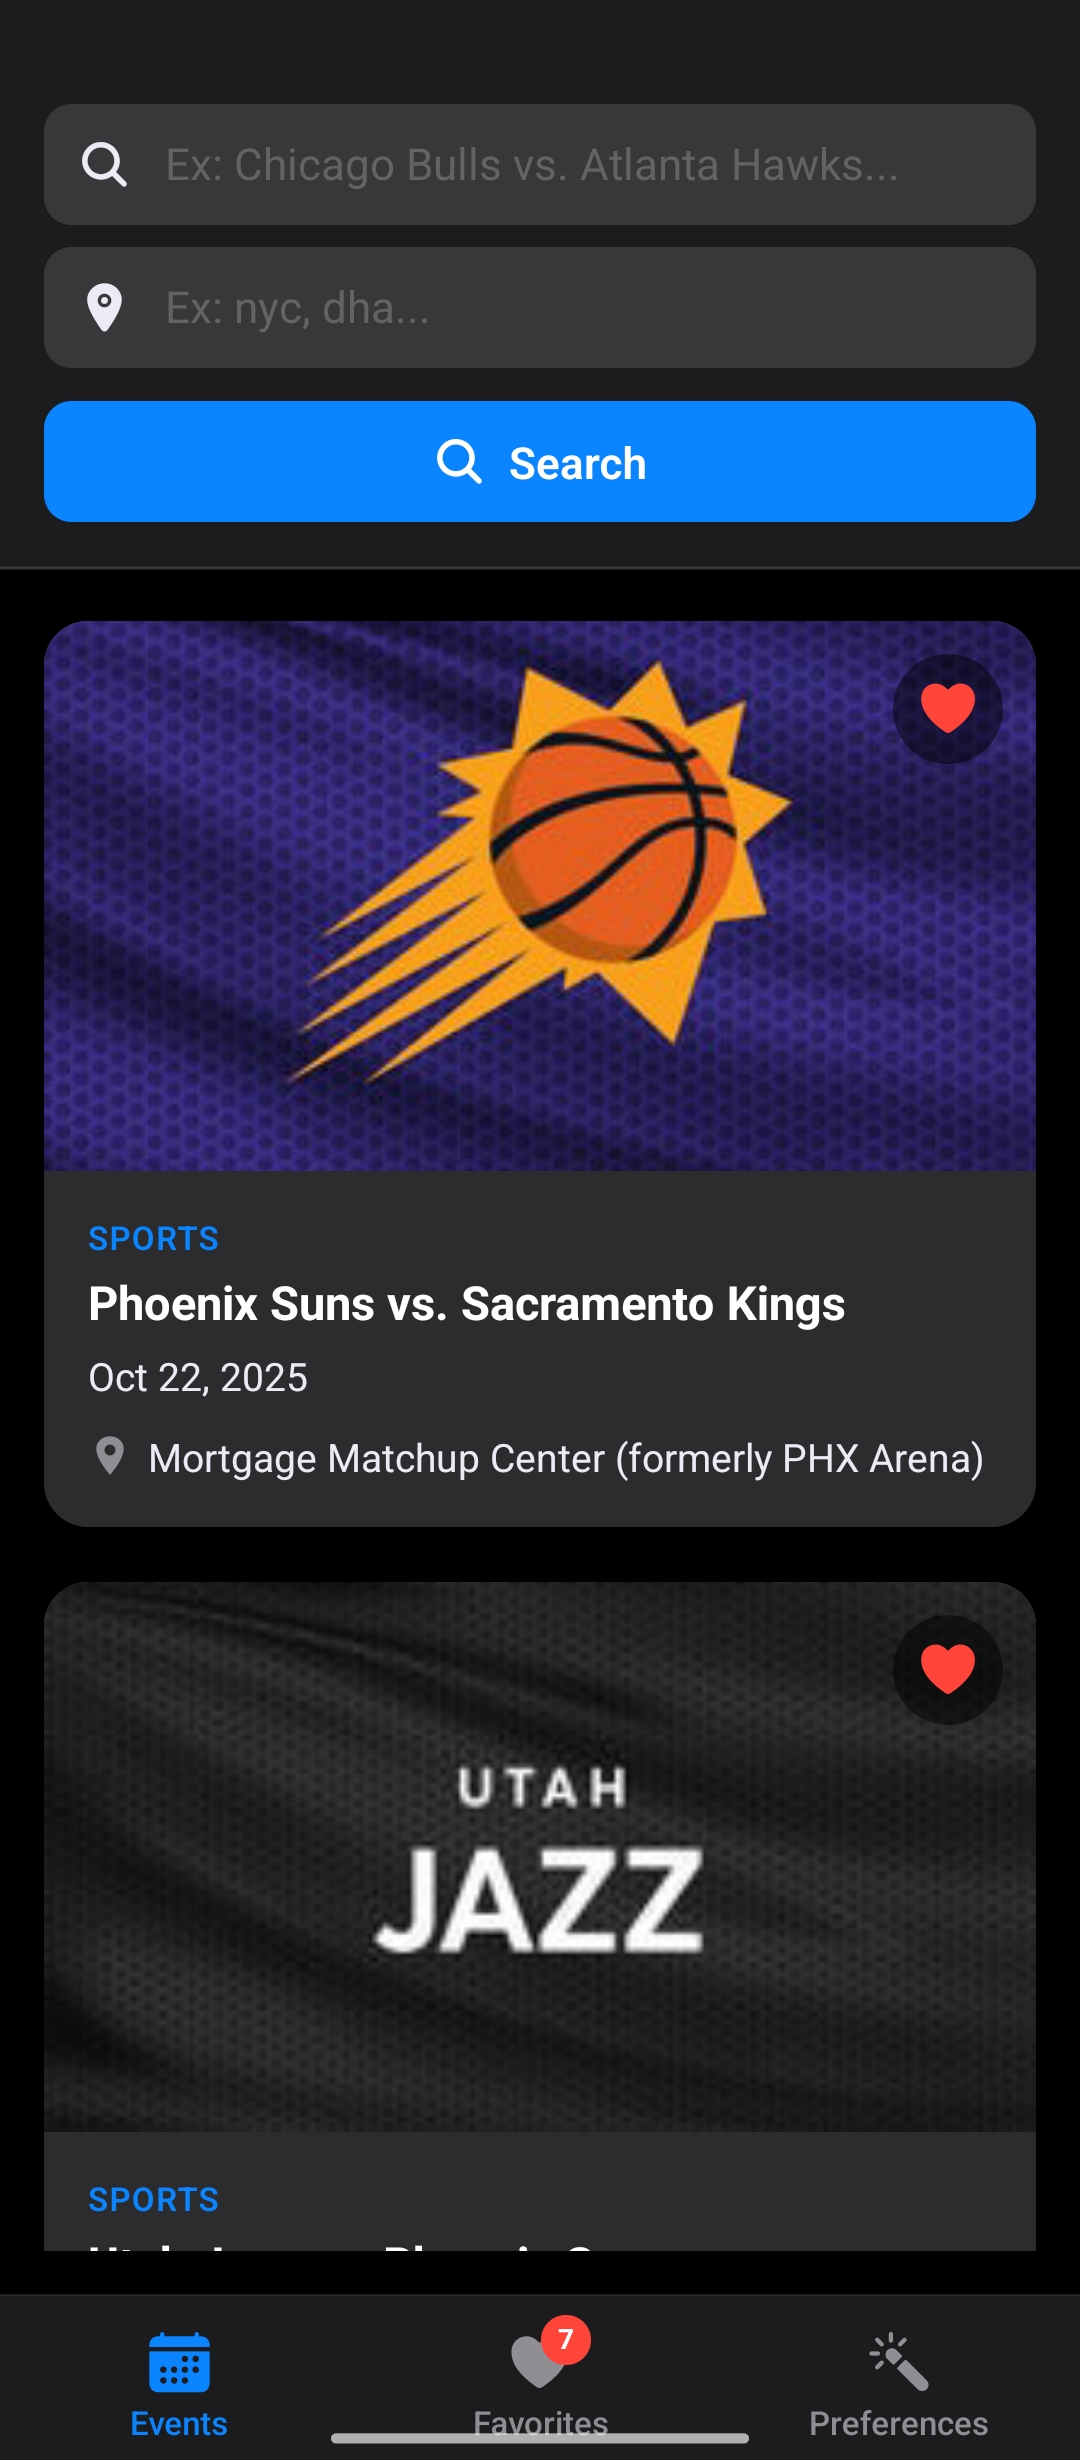 Ex: Chicago Bulls vs. Atlanta Hawks...
Ex: nyc, dha...
Search
SPORTS
Phoenix Suns vs. Sacramento Kings
Oct 22, 2025
Mortgage Matchup Center (formerly PHX Arena)
UTAH
JAZZ
SPORTS
7
Events
Favorites
Preferences